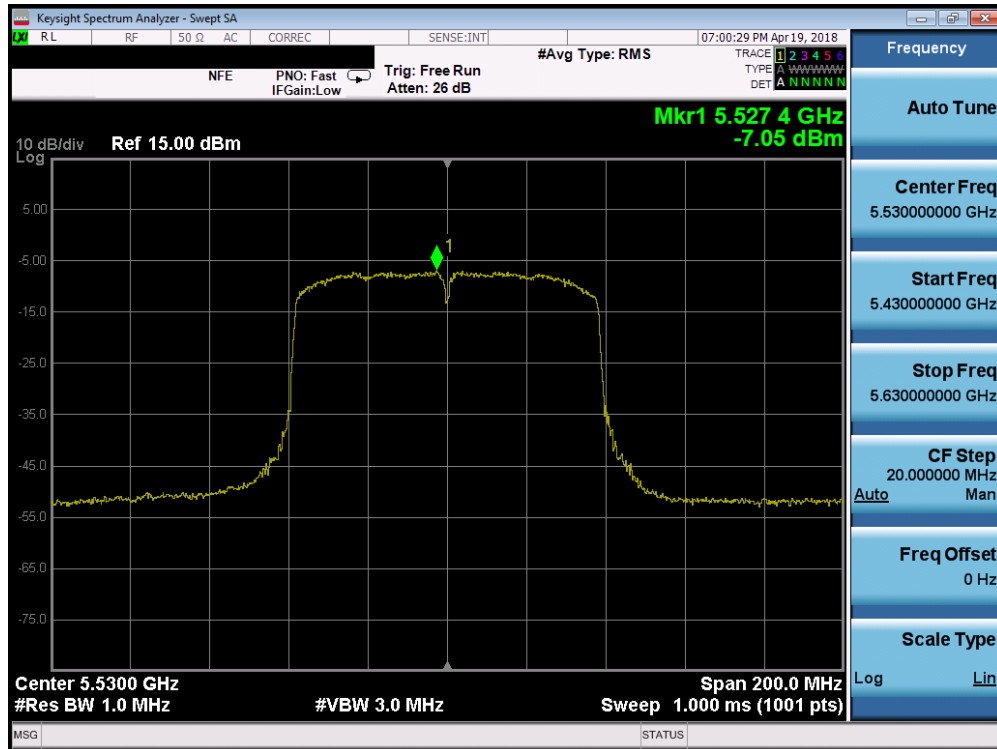 Keysight Spectrum Analyzer - Swept SA
LXI RL RF 50 Ω AC CORREC SENSE:INT 07:00:29 PM Apr 19, 2018
Frequency
NFE PNO: Fast Trig: Free Run #Avg Type: RMS TRACE 1 2 3 4 5 6
IFGain:Low Atten: 26 dB TYPE A WWWWW
DET A N N N N N
Auto Tune
Mkr1 5.527 4 GHz
-7.05 dBm
10 dB/div Ref 15.00 dBm
Log
Center Freq
5.530000000 GHz
5.00
1
-5.00
Start Freq
5.430000000 GHz
-15.0
-25.0
Stop Freq
5.630000000 GHz
-35.0
-45.0
CF Step
20.000000 MHz
Auto Man
-55.0
Freq Offset
0 Hz
-65.0
-75.0
Scale Type
Log Lin
Center 5.5300 GHz Span 200.0 MHz
#Res BW 1.0 MHz #VBW 3.0 MHz Sweep 1.000 ms (1001 pts)
MSG STATUS